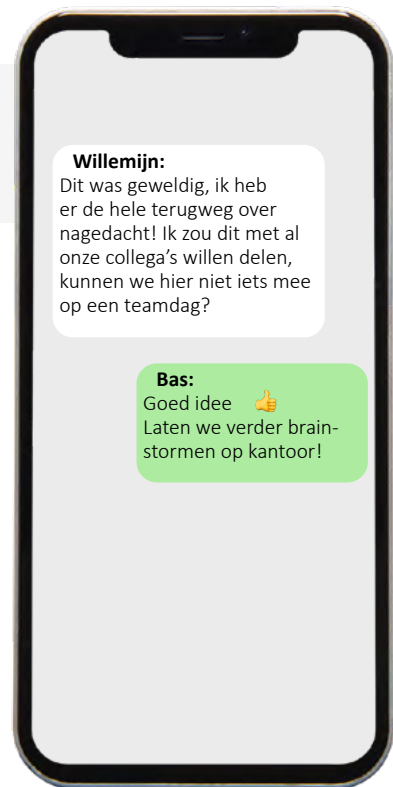 Willemijn:
Dit was geweldig, ik heb
er de hele terugweg over
nagedacht! Ik zou dit met al
onze collega's willen delen,
kunnen we hier niet iets mee
op een teamdag?
Bas:
Goed idee 👍
Laten we verder brain-
stormen op kantoor!